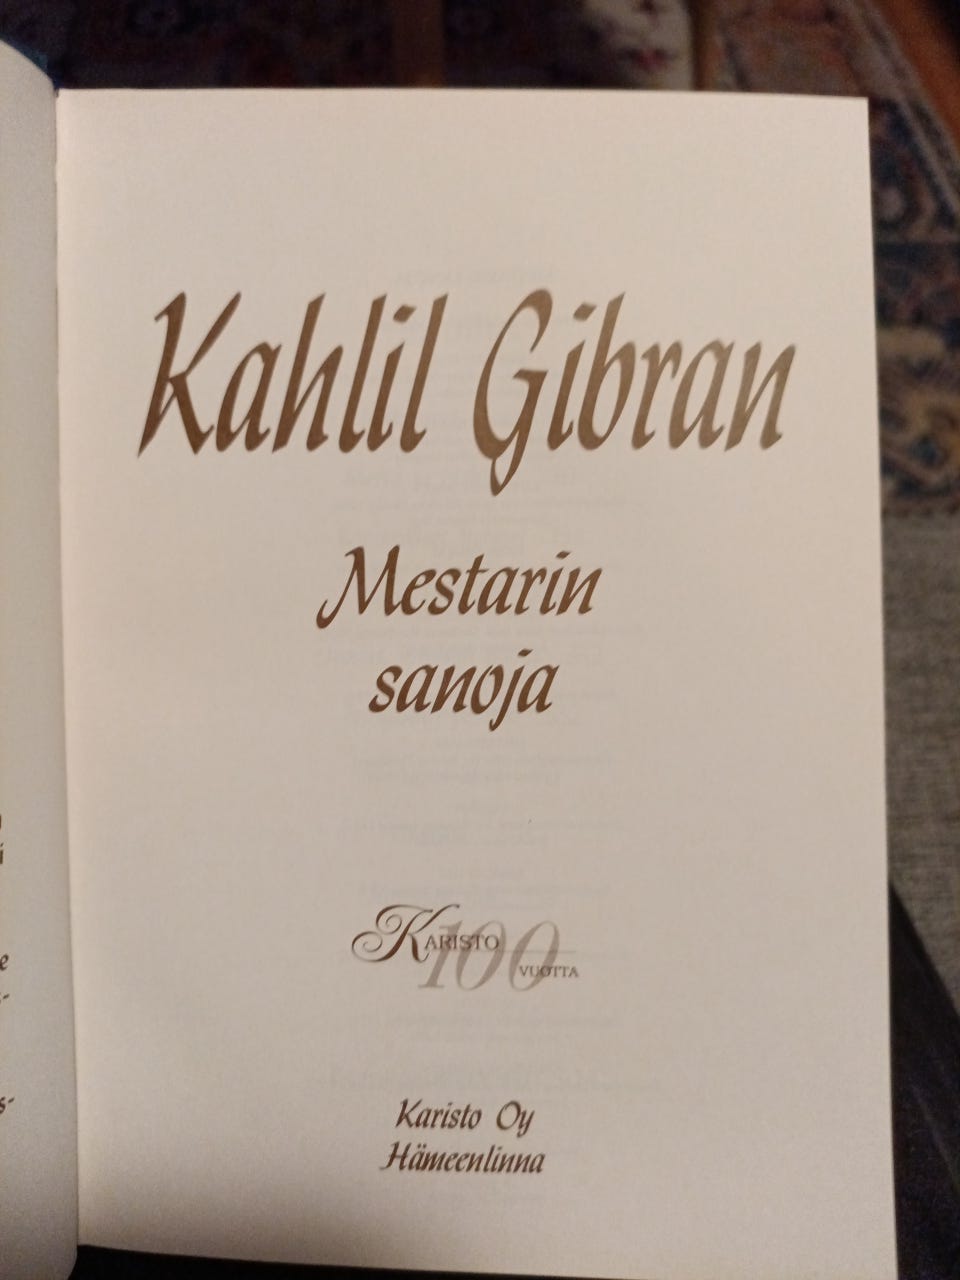 Kahlil Gibran
Mestarin
sanoja
KARISTO 100
VUOTTA
Karisto Oy
Hämeenlinna